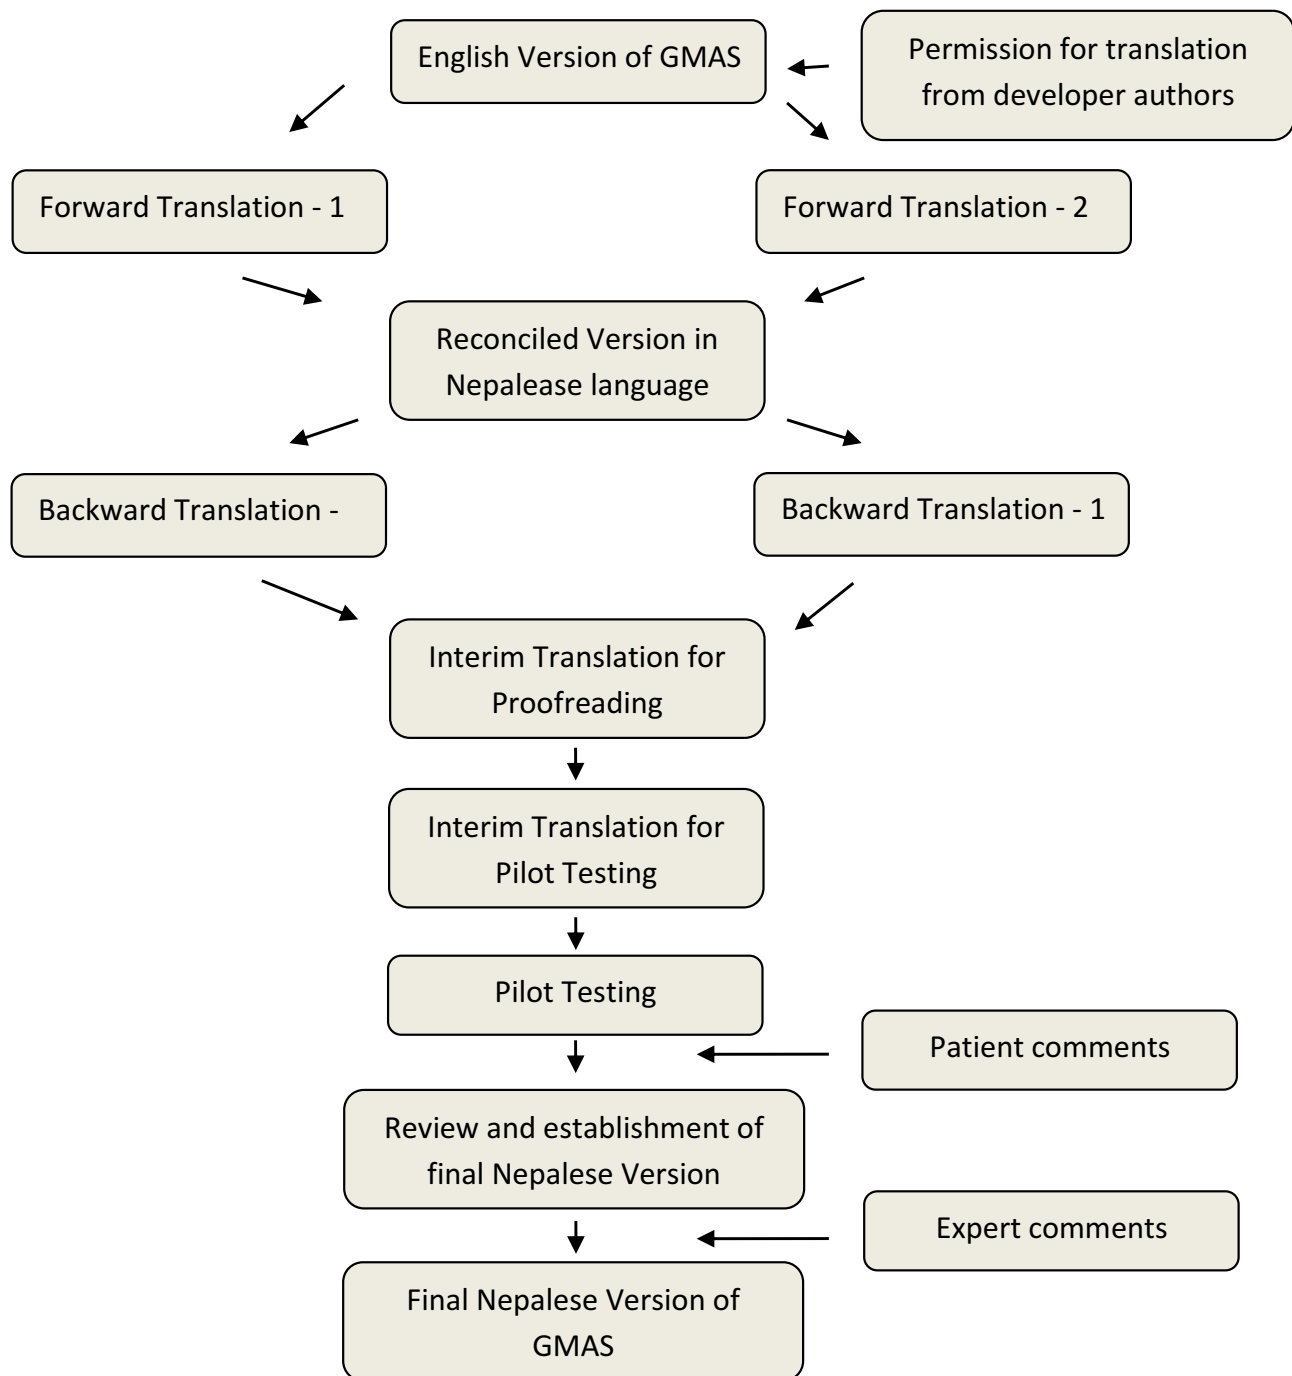 English Version of GMAS
Permission for translation
from developer authors
Forward Translation - 1
Forward Translation - 2
Reconciled Version in
Nepalease language
Backward Translation -
Backward Translation - 1
Interim Translation for
Proofreading
Interim Translation for
Pilot Testing
Pilot Testing
Patient comments
Review and establishment of
final Nepalese Version
Expert comments
Final Nepalese Version of
GMAS